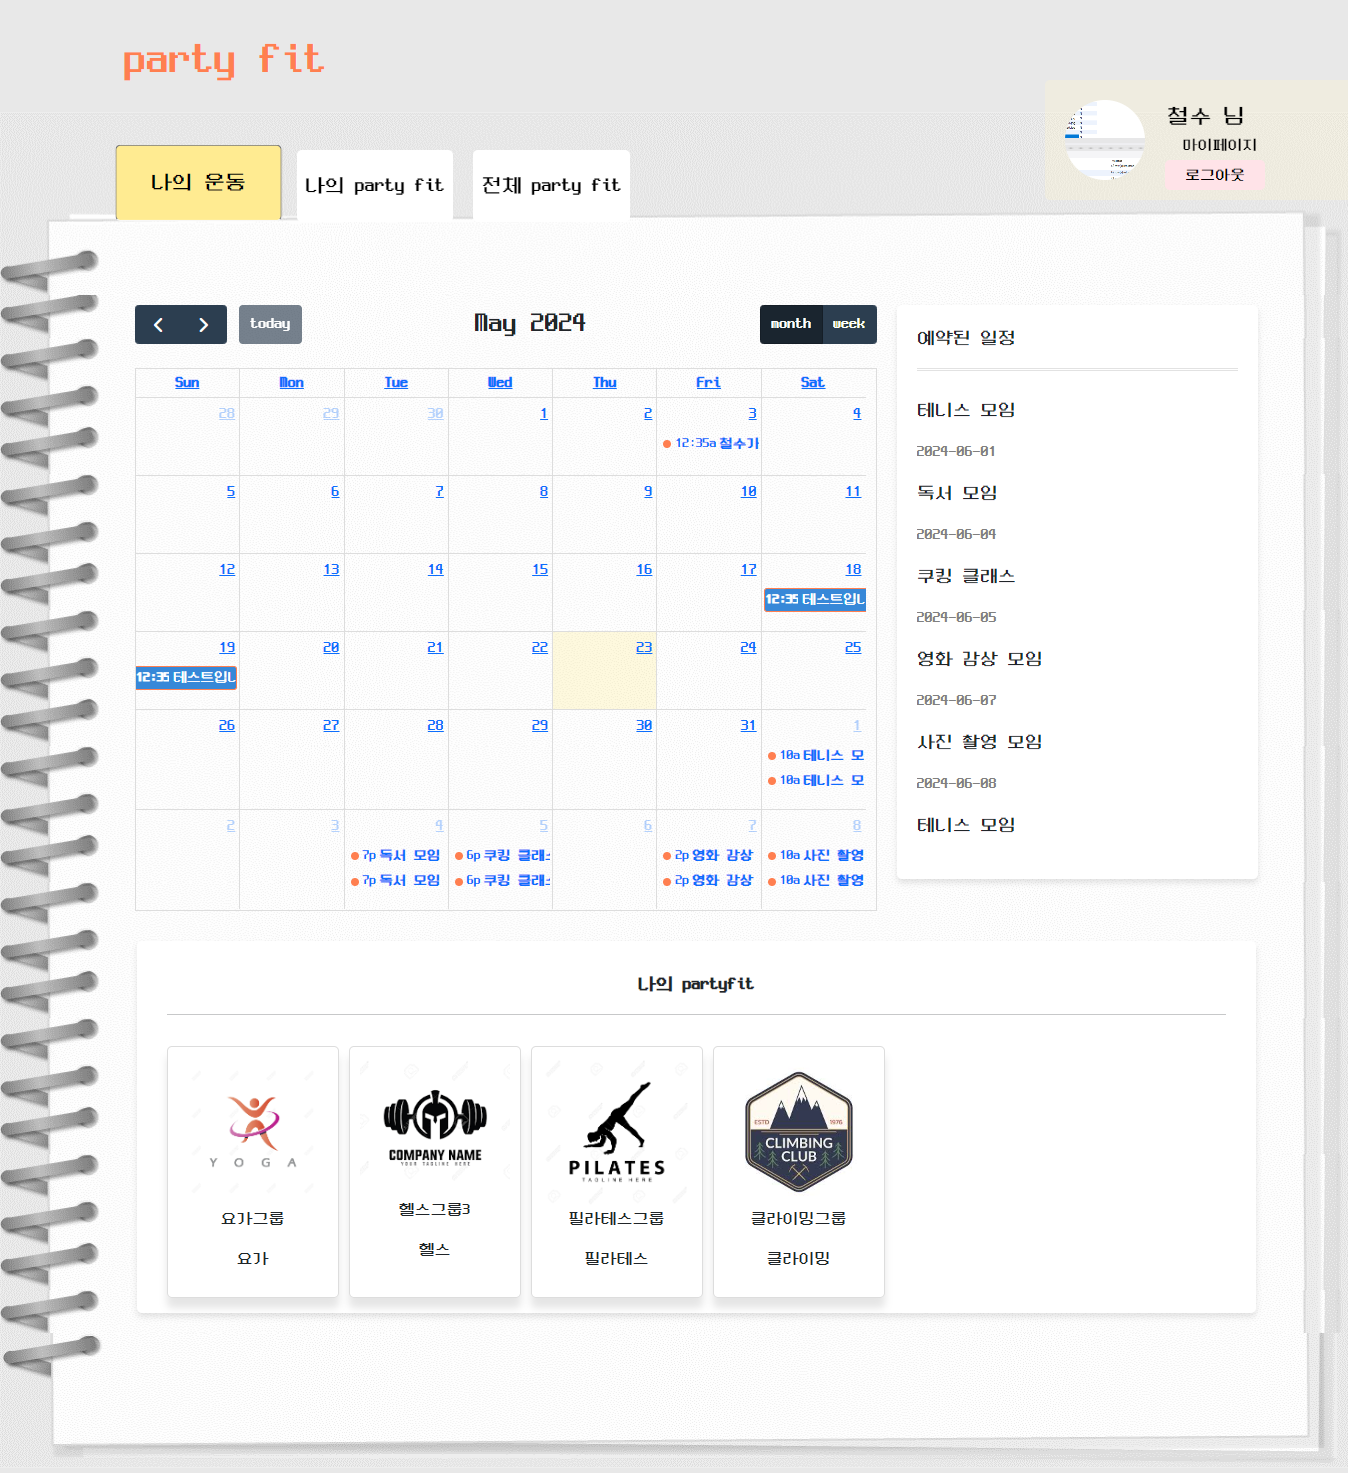 party fit
철수 님
마이페이지
로그아웃
나의 운동
나의 party fit
전체 party fit
today
May 2024
month
week
Sun Mon Tue Wed Thu Fri Sat
28 29 30 1 2 3 4
12:35a 철수가
5 6 7 8 9 10 11
12 13 14 15 16 17 18
12:35 테스트입니
19 20 21 22 23 24 25
12:35 테스트입니
26 27 28 29 30 31 1
10a 테니스 모
10a 테니스 모
2 3 4 5 6 7 8
7p 독서 모임 6p 쿠킹 클래스 2p 영화 감상 10a 사진 촬영
7p 독서 모임 6p 쿠킹 클래스 2p 영화 감상 10a 사진 촬영
예약된 일정
테니스 모임
2024-06-01
독서 모임
2024-06-04
쿠킹 클래스
2024-06-05
영화 감상 모임
2024-06-07
사진 촬영 모임
2024-06-08
테니스 모임
나의 partyfit
YOGA
요가그룹
요가
COMPANY NAME
YOUR TAGLINE HERE
헬스그룹3
헬스
PILATES
TAGLINE HERE
필라테스그룹
필라테스
ESTD 1976
CLIMBING
CLUB
클라이밍그룹
클라이밍